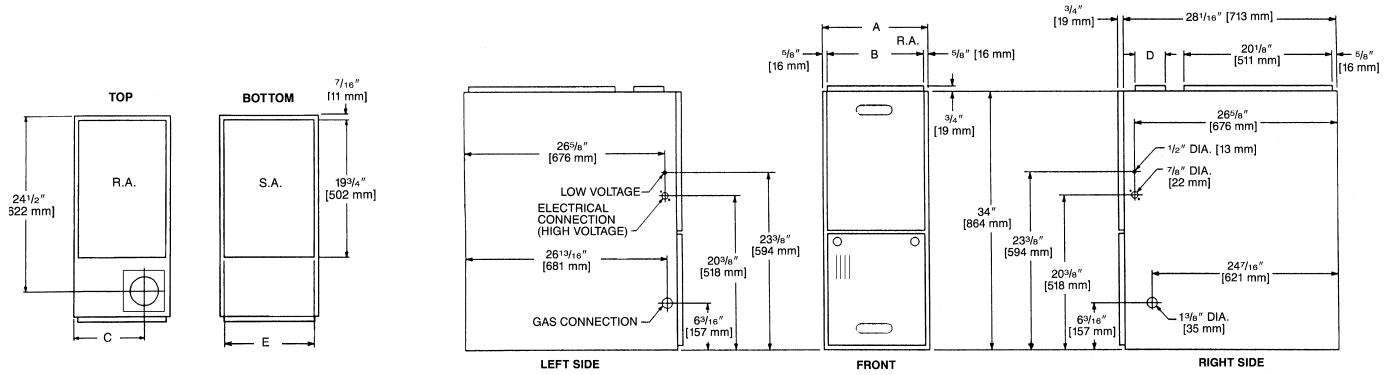 TOP
R.A.
24 1/2"
622 mm]
C
BOTTOM
7/16"
[11 mm]
S.A.
19 3/4"
[502 mm]
E
26 5/8"
[676 mm]
LOW VOLTAGE
ELECTRICAL
CONNECTION
(HIGH VOLTAGE)
26 13/16"
[681 mm]
GAS CONNECTION
6 3/16"
[157 mm]
20 3/8"
[518 mm]
23 3/8"
[594 mm]
LEFT SIDE
A
R.A.
5/8"
[16 mm]
B
5/8" [16 mm]
3/4"
[19 mm]
34"
[864 mm]
FRONT
3/4"
[19 mm]
28 1/16" [713 mm]
D
20 1/8"
[511 mm]
5/8"
[16 mm]
26 5/8"
[676 mm]
1/2" DIA. [13 mm]
7/8" DIA.
[22 mm]
23 3/8"
[594 mm]
20 3/8"
[518 mm]
24 7/16"
[621 mm]
6 3/16"
[157 mm]
1 3/8" DIA.
[35 mm]
RIGHT SIDE